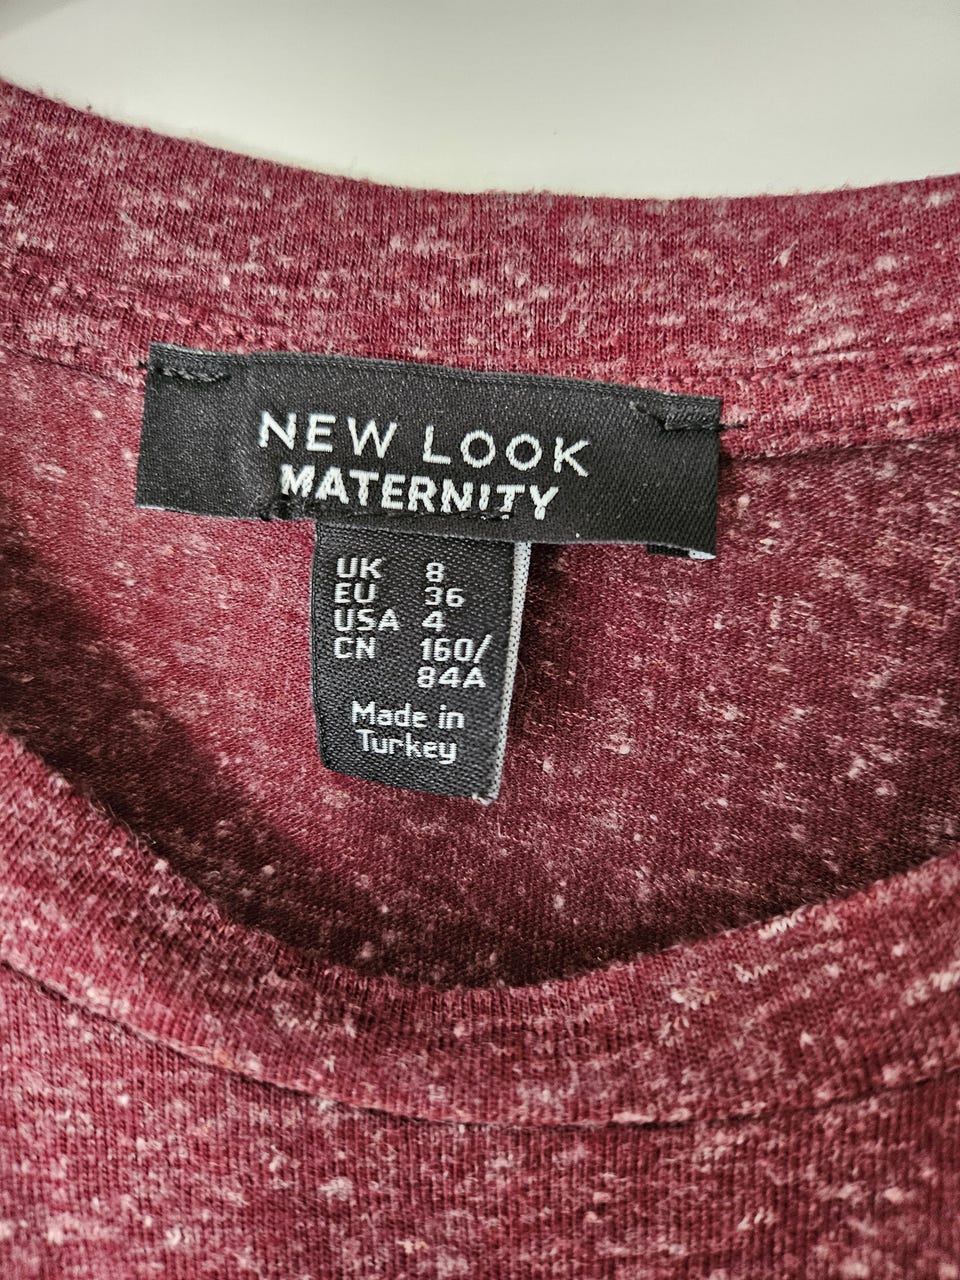 NEW LOOK
MATERNITY
UK 8
EU 36
USA 4
CN 160/
84A
Made in
Turkey